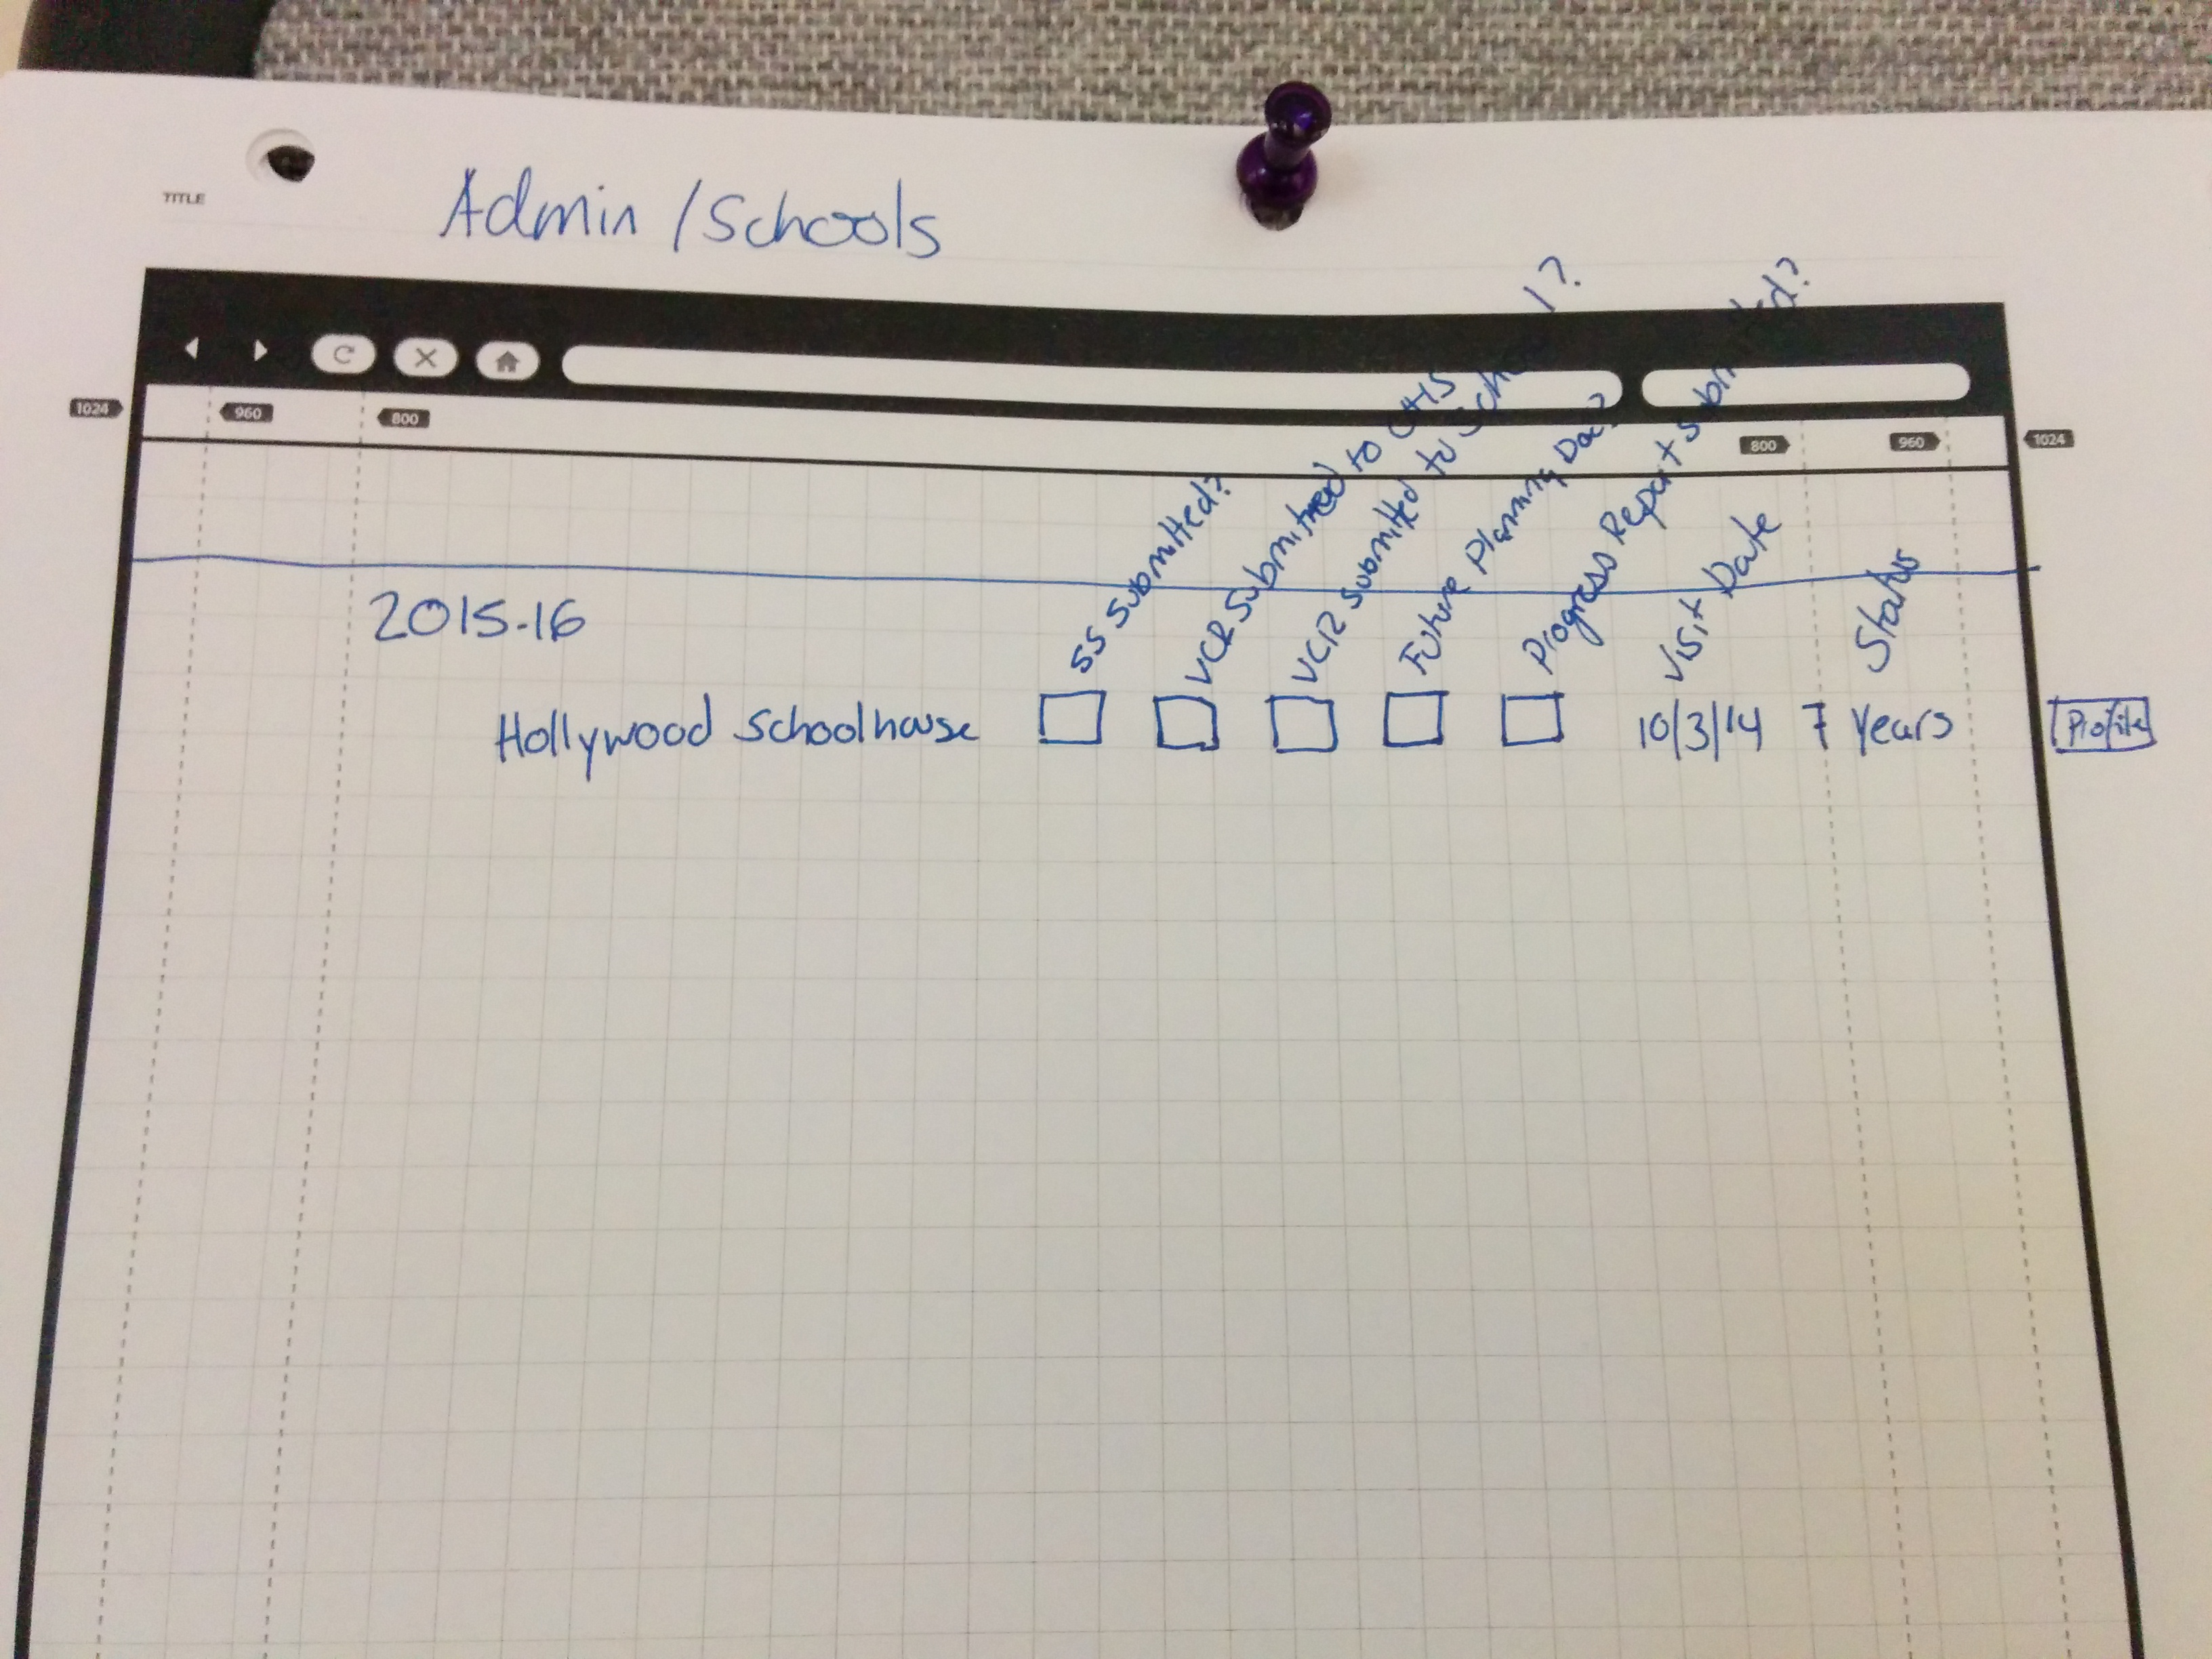 TITLE
Admin / Schools
1024 960 800 800 960 1024
SS Submitted?
VCR Submitted to
VCR submitted to School?
Future Planning Doc?
Progress Report submitted?
Visit Date
Status
2015-16
Hollywood Schoolhouse 10/3/14 7 Years Profile